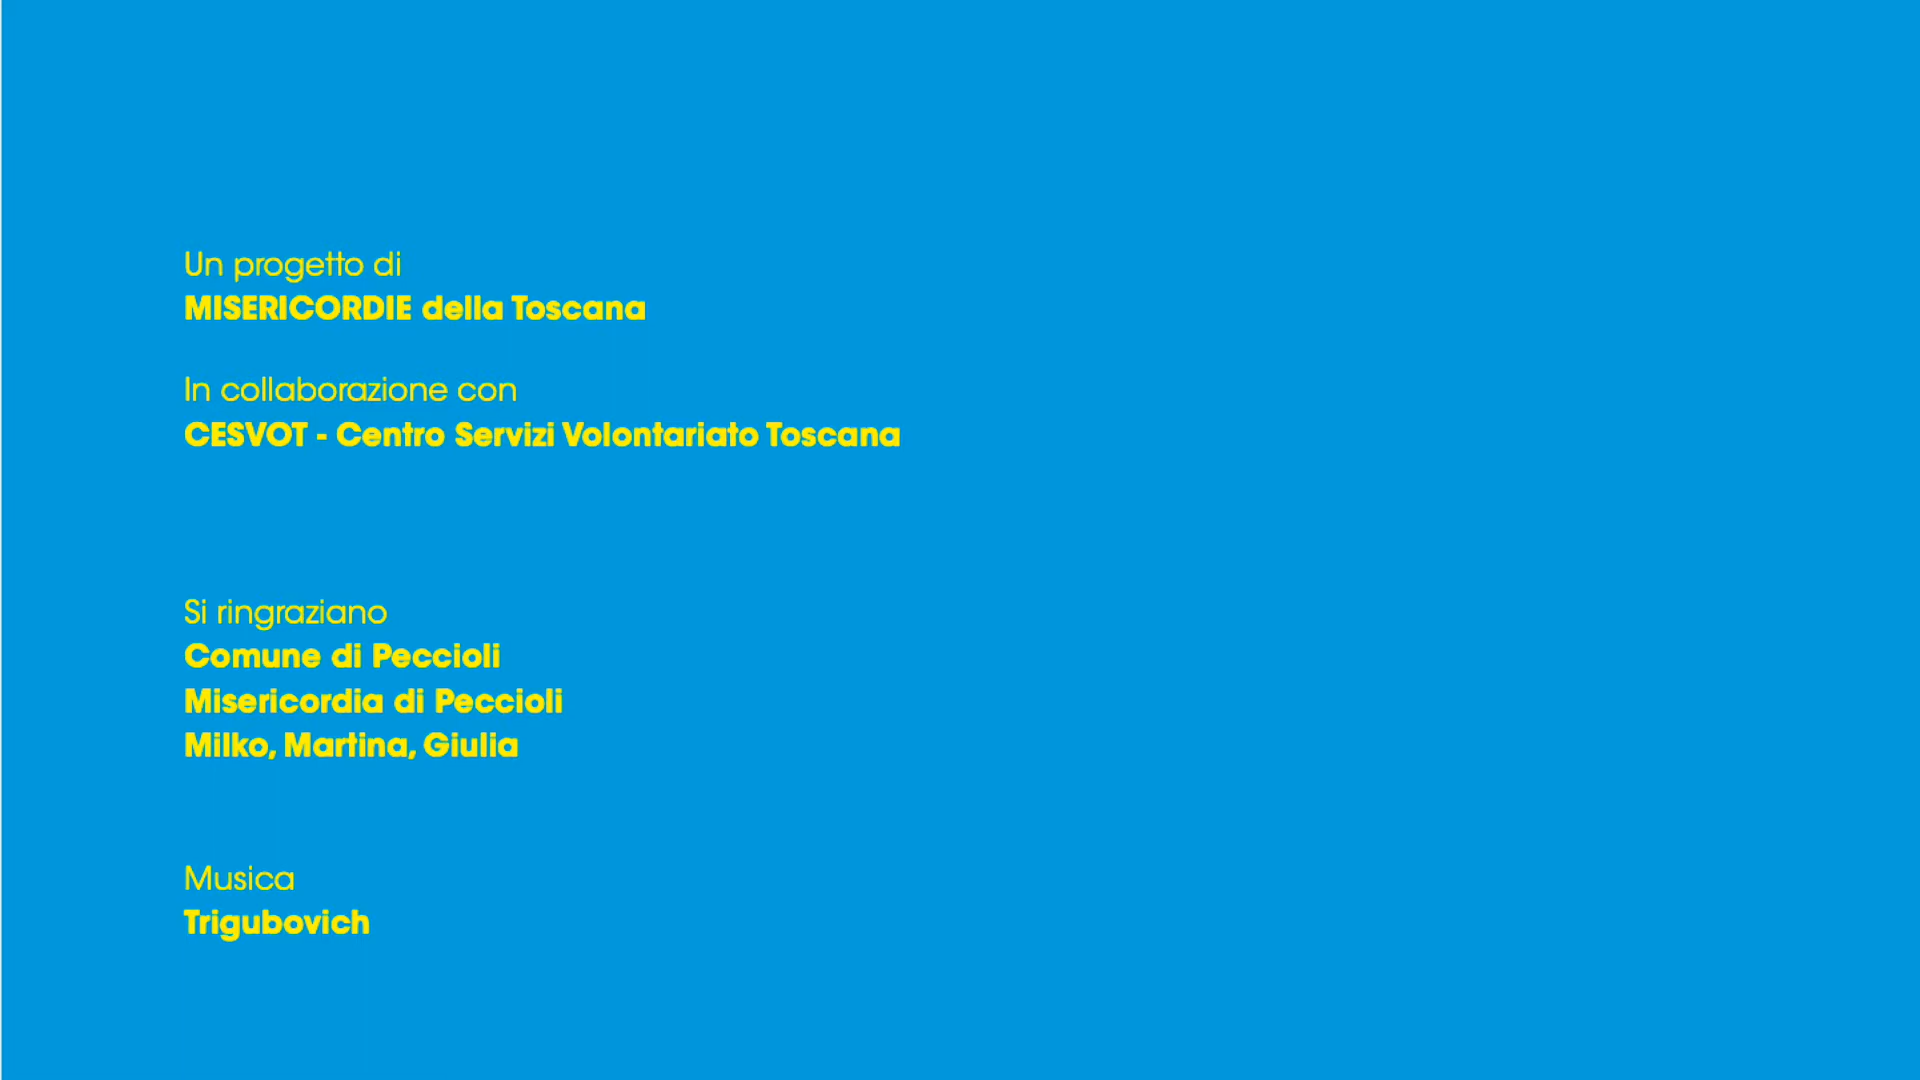 Un progetto di
MISERICORDIE della Toscana
In collaborazione con
CESVOT - Centro Servizi Volontariato Toscana
Si ringraziano
Comune di Peccioli
Misericordia di Peccioli
Milko, Martina, Giulia
Musica
Trigubovich